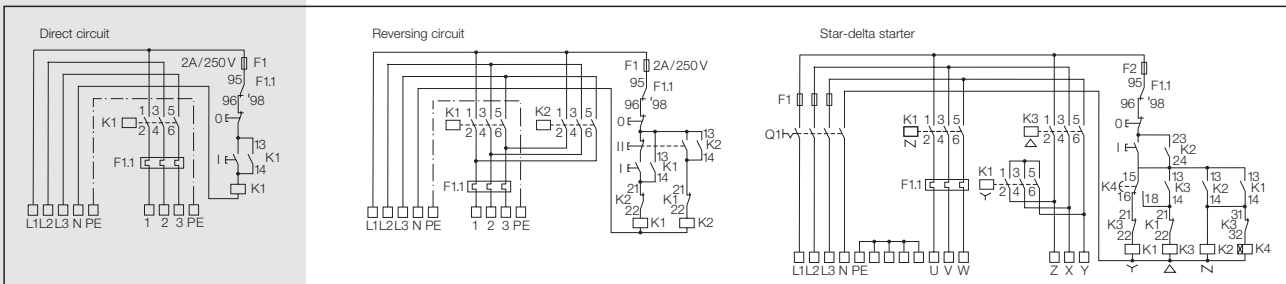 Direct circuit
F1
2A/250 V
95
F1.1
96 '98
0
1 3 5
K1
2 4 6
I
13
K1
14
F1.1
K1
L1 L2 L3 N PE 1 2 3 PE
Reversing circuit
F1 2A/250 V
95
F1.1
96 '98
0
K1 1 3 5
2 4 6
K2 1 3 5
2 4 6
II
13
K2
14
I
13
K1
14
F1.1
21
K2
22
21
K1
22
K1 K2
L1 L2 L3 N PE 1 2 3 PE
Star-delta starter
F2
95
F1.1
96 '98
0
F1
Q1
K1 1 3 5
2 4 6
K3 1 3 5
2 4 6
I
23
K2
24
K1 1 3 5
2 4 6
F1.1
15
K4
16 18
13
K3
14
13
K2
14
13
K1
14
21
K3
22
21
K1
22
31
K3
32
K1 K3 K2 K4
L1 L2 L3 N PE U V W Z X Y